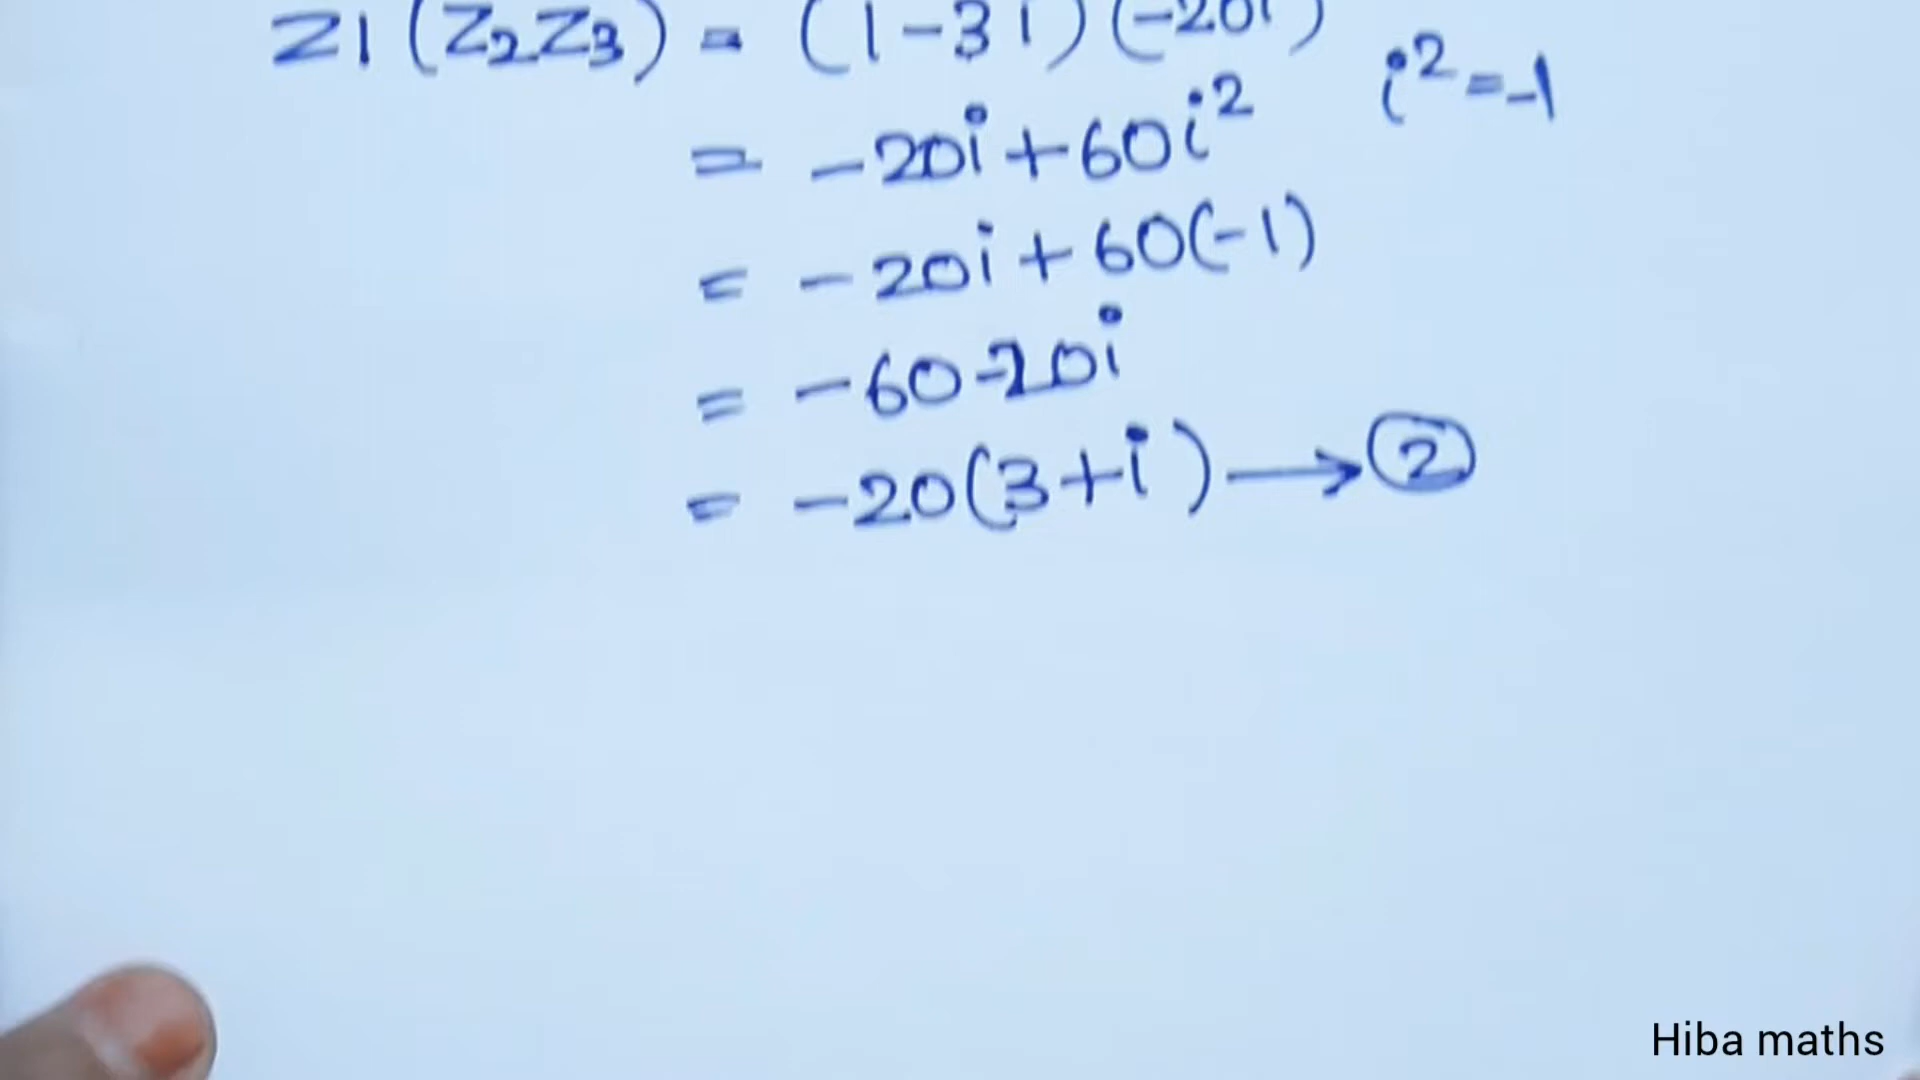 Z1 (Z₂Z₃) = (1-3i)(-20i)
i² = -1
= -20i + 60i²
= -20i + 60(-1)
= -60-20i
= -20(3+i) → ②
Hiba maths